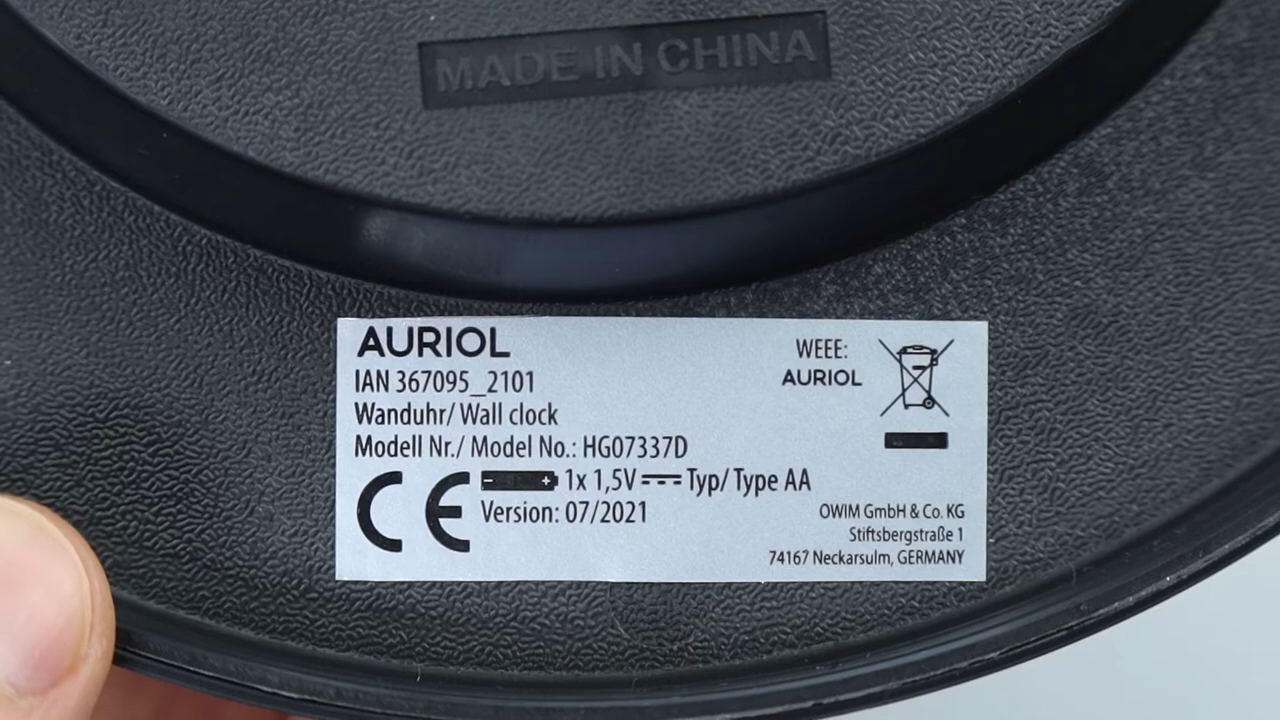 MADE IN CHINA
AURIOL
IAN 367095_2101
Wanduhr/ Wall clock
Modell Nr./ Model No.: HG07337D
CE
- + 1x 1,5V Typ/ Type AA
Version: 07/2021
WEEE:
AURIOL
OWIM GmbH & Co. KG
Stiftsbergstraße 1
74167 Neckarsulm, GERMANY